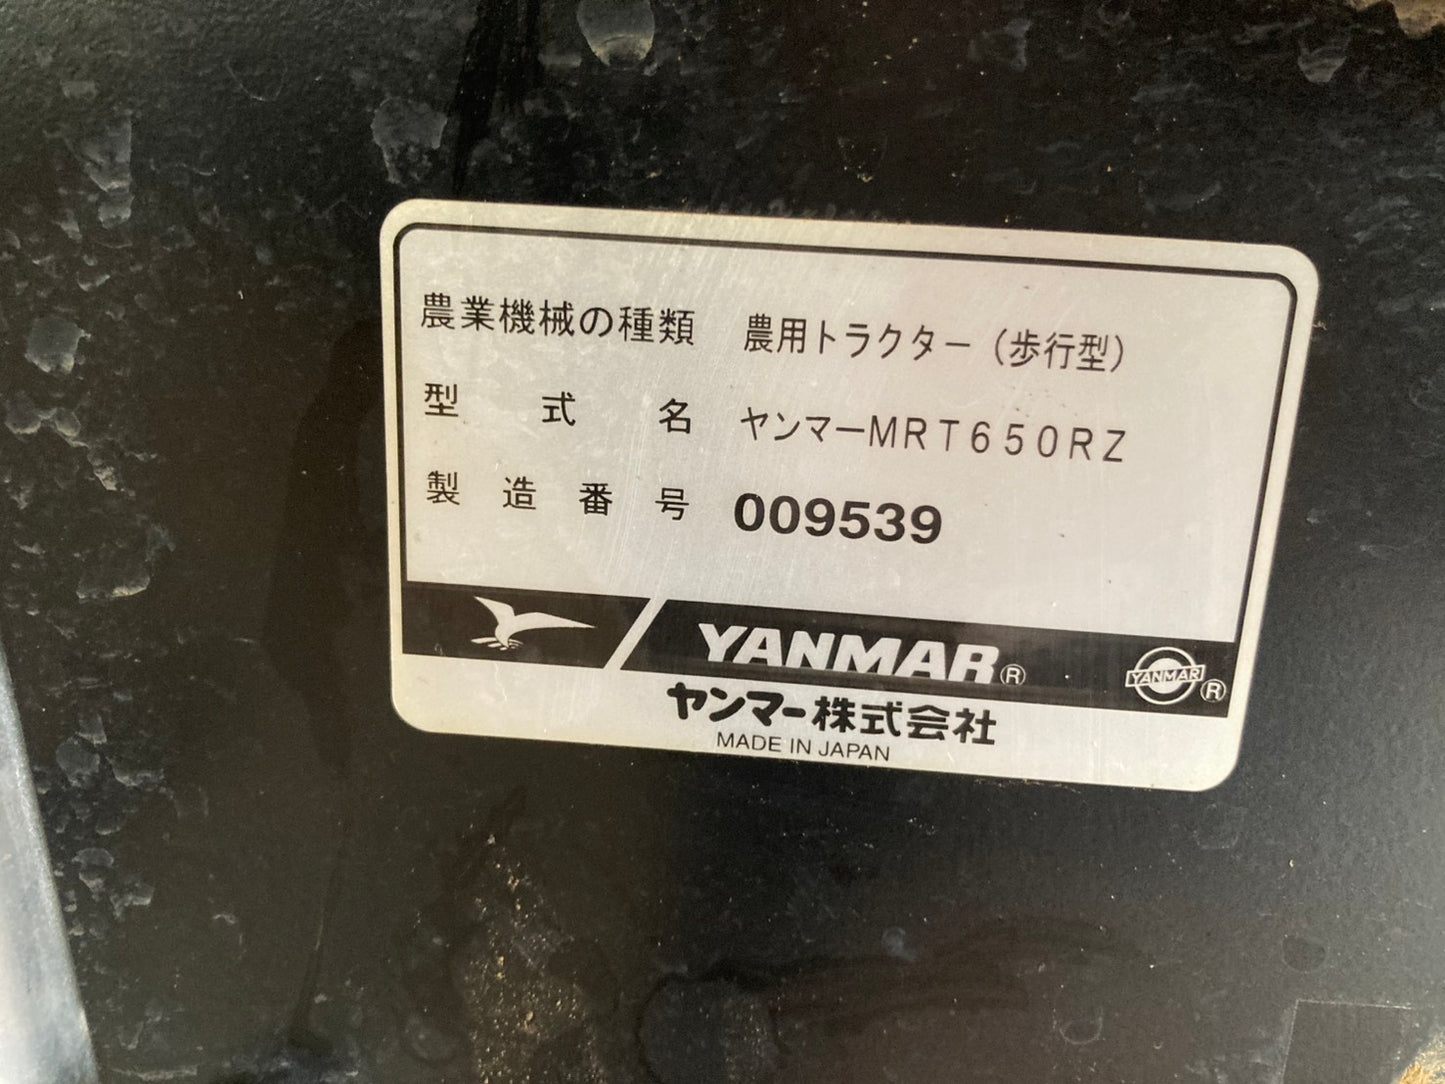 農業機械の種類 農用トラクター（歩行型）
型式名 ヤンマーMRT650RZ
製造番号 009539
YANMAR® YANMAR®
ヤンマー株式会社
MADE IN JAPAN